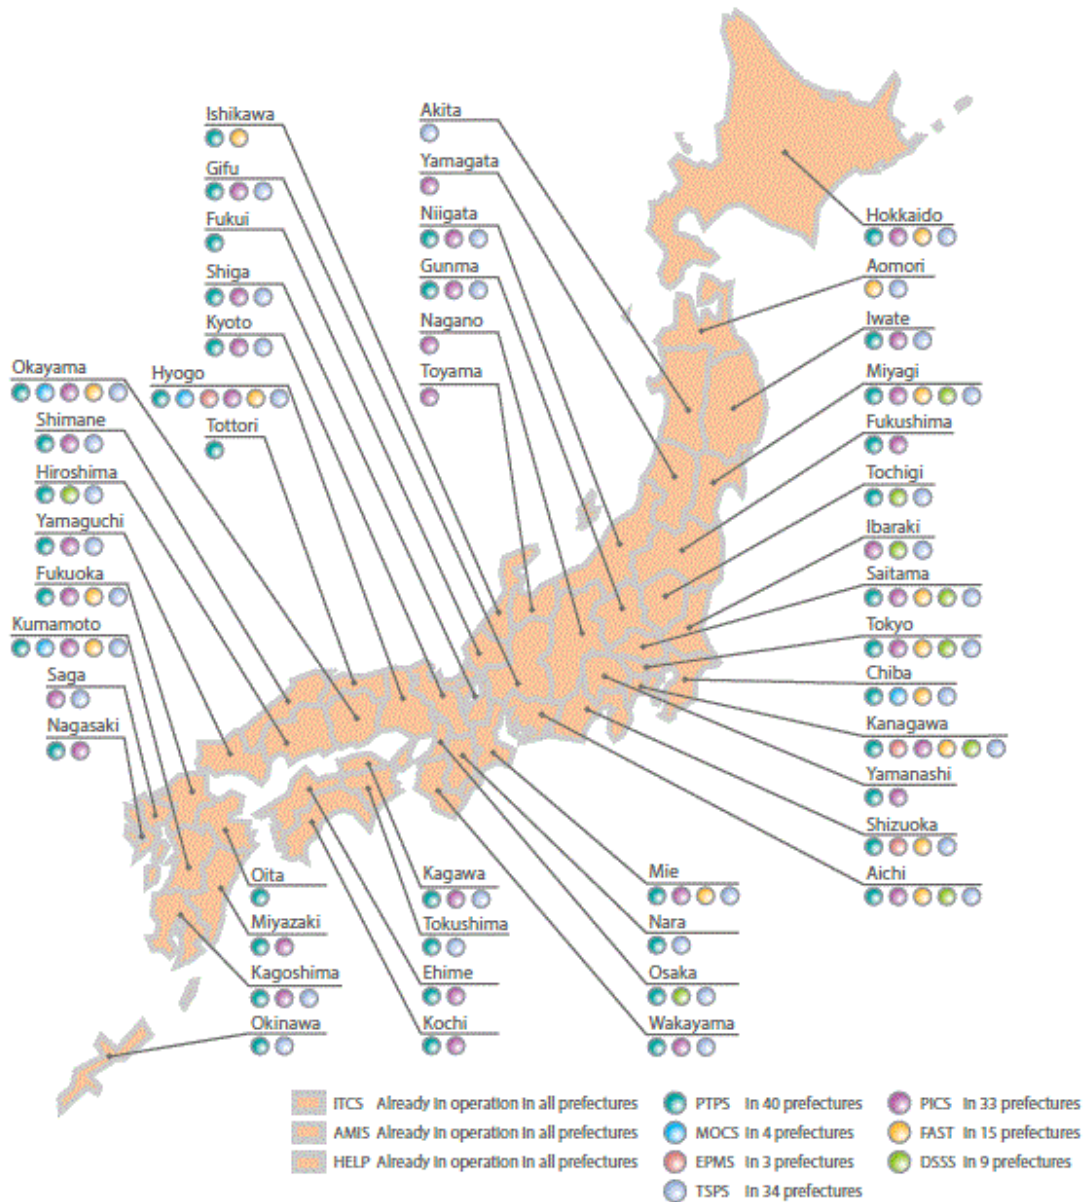 Ishikawa
Gifu
Fukui
Shiga
Kyoto
Okayama
Hyogo
Shimane
Tottori
Hiroshima
Yamaguchi
Fukuoka
Kumamoto
Saga
Nagasaki
Akita
Yamagata
Niigata
Gunma
Nagano
Toyama
Hokkaido
Aomori
Iwate
Miyagi
Fukushima
Tochigi
Ibaraki
Saitama
Tokyo
Chiba
Kanagawa
Yamanashi
Shizuoka
Aichi
Oita
Miyazaki
Kagoshima
Okinawa
Kagawa
Tokushima
Ehime
Kochi
Mie
Nara
Osaka
Wakayama
ITCS Already in operation in all prefectures
AMIS Already in operation in all prefectures
HELP Already in operation in all prefectures
PTPS In 40 prefectures
MOCS In 4 prefectures
EPMS In 3 prefectures
TSPS In 34 prefectures
PICS In 33 prefectures
FAST In 15 prefectures
DSSS In 9 prefectures